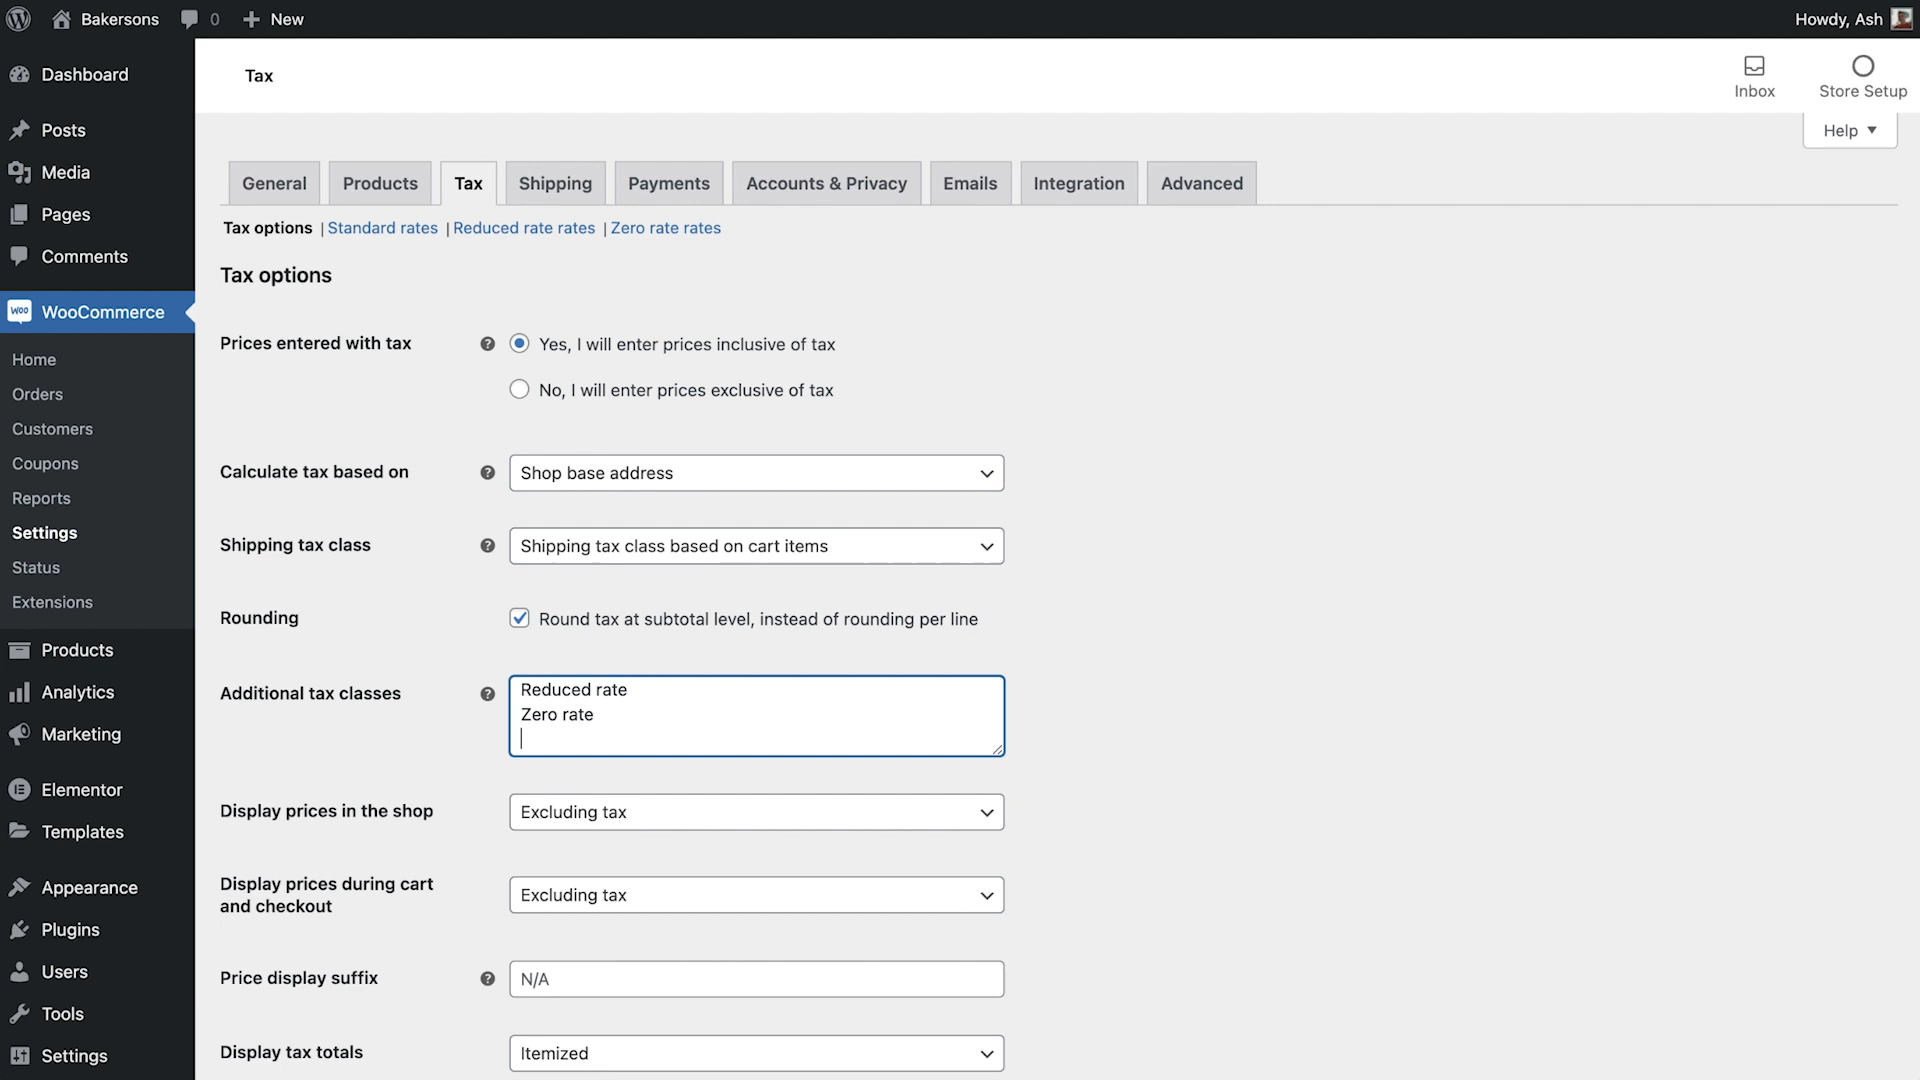 Bakersons
0
New
Howdy, Ash
Dashboard
Posts
Media
Pages
Comments
WOO
WooCommerce
Home
Orders
Customers
Coupons
Reports
Settings
Status
Extensions
Products
Analytics
Marketing
Elementor
Templates
Appearance
Plugins
Users
Tools
Settings
Tax
Inbox
Store Setup
Help
General
Products
Tax
Shipping
Payments
Accounts & Privacy
Emails
Integration
Advanced
Tax options | Standard rates | Reduced rate rates | Zero rate rates
Tax options
Prices entered with tax
Yes, I will enter prices inclusive of tax
No, I will enter prices exclusive of tax
Calculate tax based on
Shop base address
Shipping tax class
Shipping tax class based on cart items
Rounding
Round tax at subtotal level, instead of rounding per line
Additional tax classes
Reduced rate
Zero rate
Display prices in the shop
Excluding tax
Display prices during cart
and checkout
Excluding tax
Price display suffix
N/A
Display tax totals
Itemized